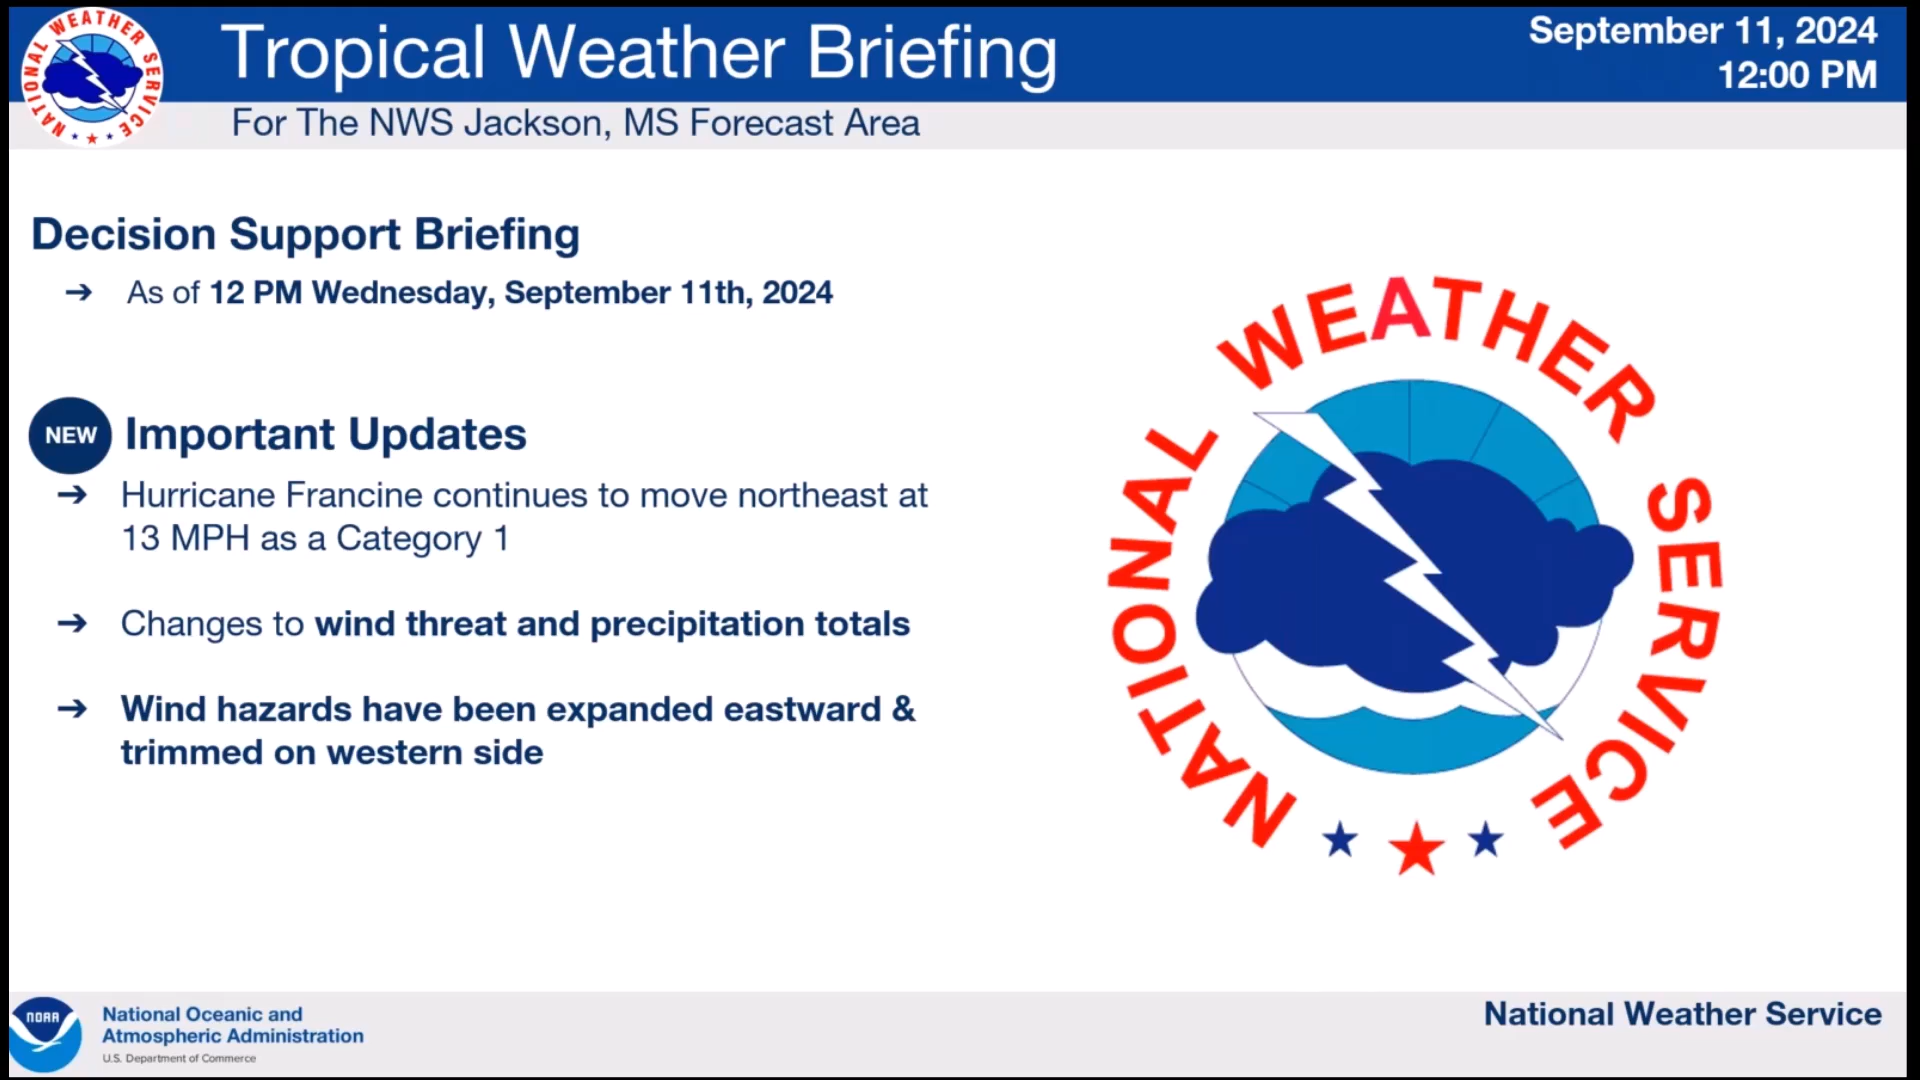 NATIONAL WEATHER SERVICE
Tropical Weather Briefing
September 11, 2024
12:00 PM
For The NWS Jackson, MS Forecast Area
Decision Support Briefing
➔ As of 12 PM Wednesday, September 11th, 2024
NEW Important Updates
➔ Hurricane Francine continues to move northeast at
13 MPH as a Category 1
➔ Changes to wind threat and precipitation totals
➔ Wind hazards have been expanded eastward &
trimmed on western side
NATIONAL WEATHER SERVICE
NOAA
National Oceanic and
Atmospheric Administration
U.S. Department of Commerce
National Weather Service